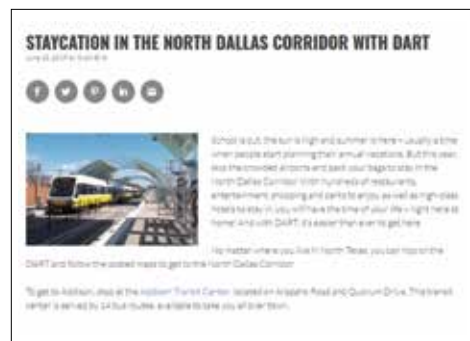 STAYCATION IN THE NORTH DALLAS CORRIDOR WITH DART
School is out, the sun is high and summer is here – usually a time
when people start planning their annual vacations. But this year,
skip the crowded airports and pack your bags to stay in the
North Dallas Corridor. With hundreds of restaurants,
entertainment, shopping and parks to enjoy, as well as high-class
hotels to stay in, you will have the time of your life – right here at
home! And with DART, it's easier than ever to get here.
No matter where you live in North Texas, you can hop on the
DART and follow the posted maps to get to the North Dallas Corridor.
To get to Addison, stop at the Addison Transit Center, located on Arapaho Road and Quorum Drive. This transit
center is served by 14 bus routes, available to take you all over town.